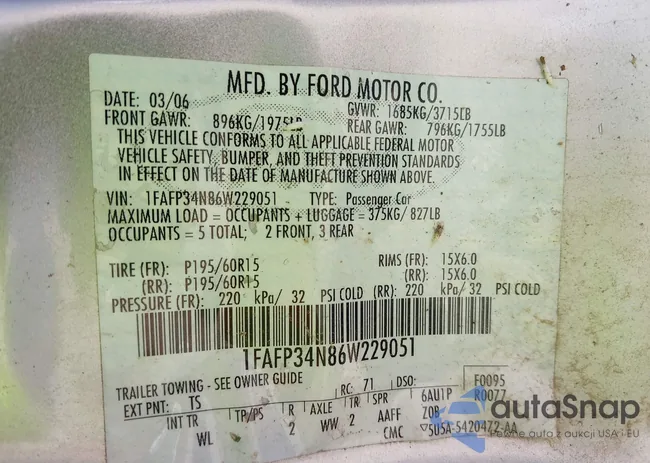 MFD. BY FORD MOTOR CO.
DATE: 03/06 GVWR: 1685KG/3715LB
FRONT GAWR: 896KG/1975LB REAR GAWR: 796KG/1755LB
THIS VEHICLE CONFORMS TO ALL APPLICABLE FEDERAL MOTOR
VEHICLE SAFETY, BUMPER, AND THEFT PREVENTION STANDARDS
IN EFFECT ON THE DATE OF MANUFACTURE SHOWN ABOVE.
VIN: 1FAFP34N86W229051 TYPE: Passenger Car
MAXIMUM LOAD = OCCUPANTS + LUGGAGE = 375KG/ 827LB
OCCUPANTS = 5 TOTAL; 2 FRONT, 3 REAR
TIRE (FR): P195/60R15 RIMS (FR): 15X6.0
(RR): P195/60R15 (RR): 15X6.0
PRESSURE (FR): 220 kPa/ 32 PSI COLD (RR): 220 kPa/ 32 PSI COLD
1FAFP34N86W229051
TRAILER TOWING - SEE OWNER GUIDE F0095
EXT PNT: TS RC: 71 DSO: R0077
INT TR TP/PS R AXLE TR SPR 6AU1P
WL 2 WW 2 AAFF Z0B
CMC 5U5A-5420472-AA
autaSnap
Pewne auto z aukcji USA i EU